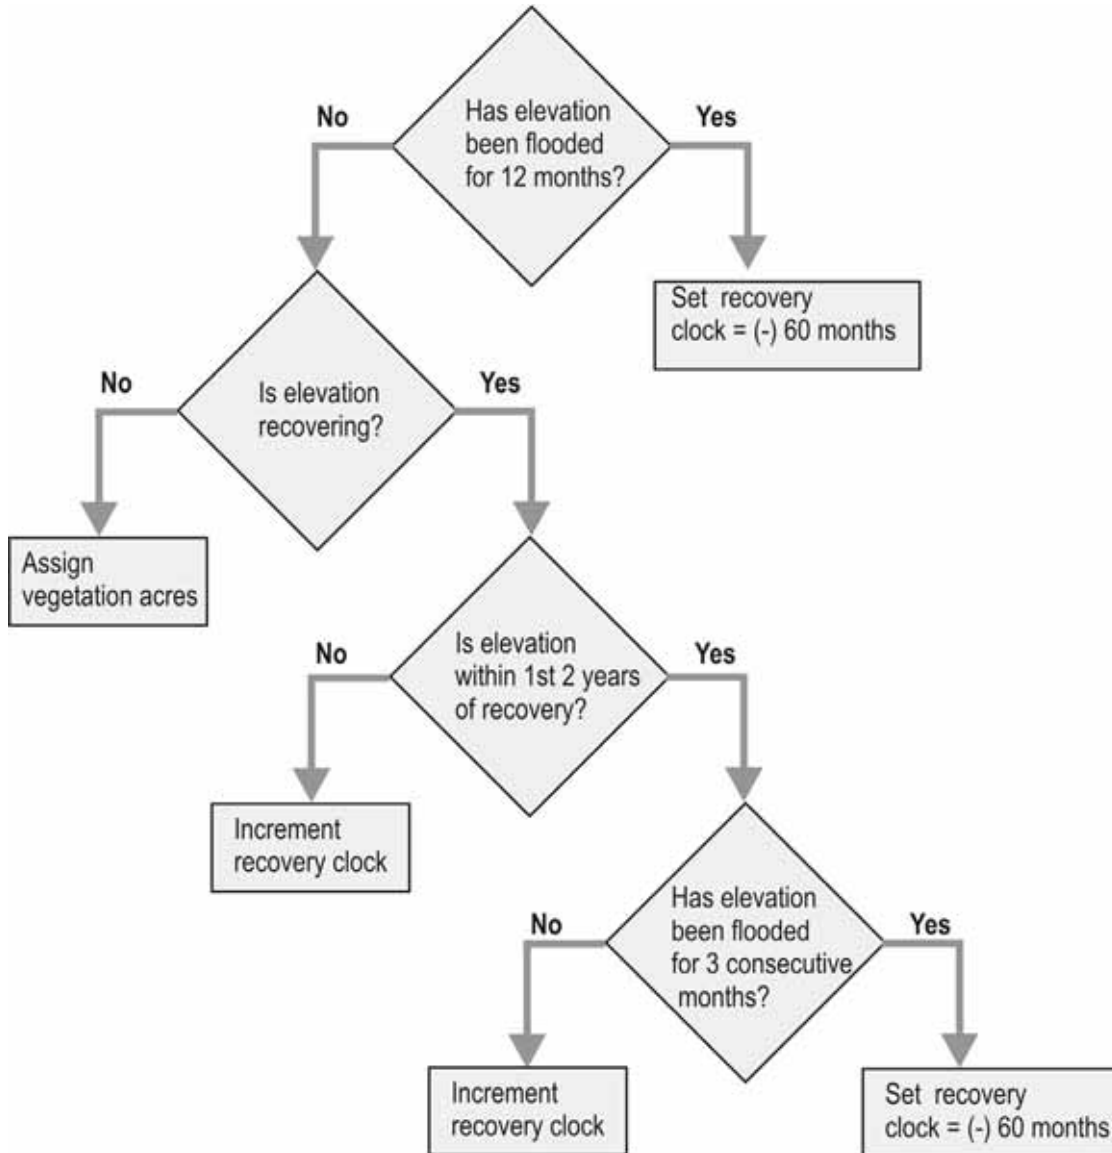 Has elevation
been flooded
for 12 months?
No
Yes
Set recovery
clock = (-) 60 months
Is elevation
recovering?
No
Yes
Assign
vegetation acres
Is elevation
within 1st 2 years
of recovery?
No
Yes
Increment
recovery clock
Has elevation
been flooded
for 3 consecutive
months?
No
Yes
Increment
recovery clock
Set recovery
clock = (-) 60 months